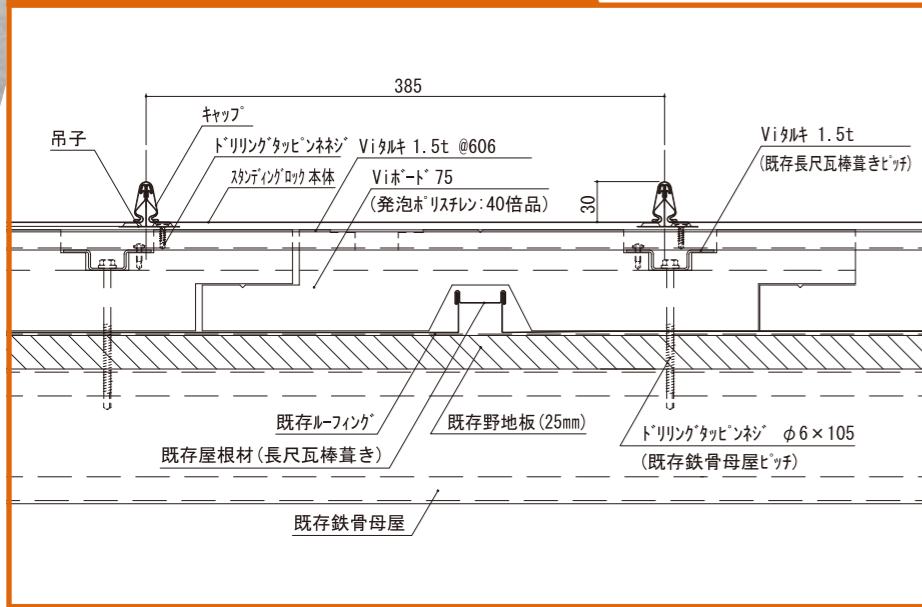 385
キャップ
吊子
ドリリングタッピンネネジ
Viタルキ 1.5t @606
Viタルキ 1.5t
(既存長尺瓦棒葺きピッチ)
スタンディングロック 本体
Viボード 75
(発泡ポリスチレン:40倍品)
30
既存ルーフィング
既存野地板(25mm)
ドリリングタッピンネジ φ6×105
(既存鉄骨母屋ピッチ)
既存屋根材(長尺瓦棒葺き)
既存鉄骨母屋